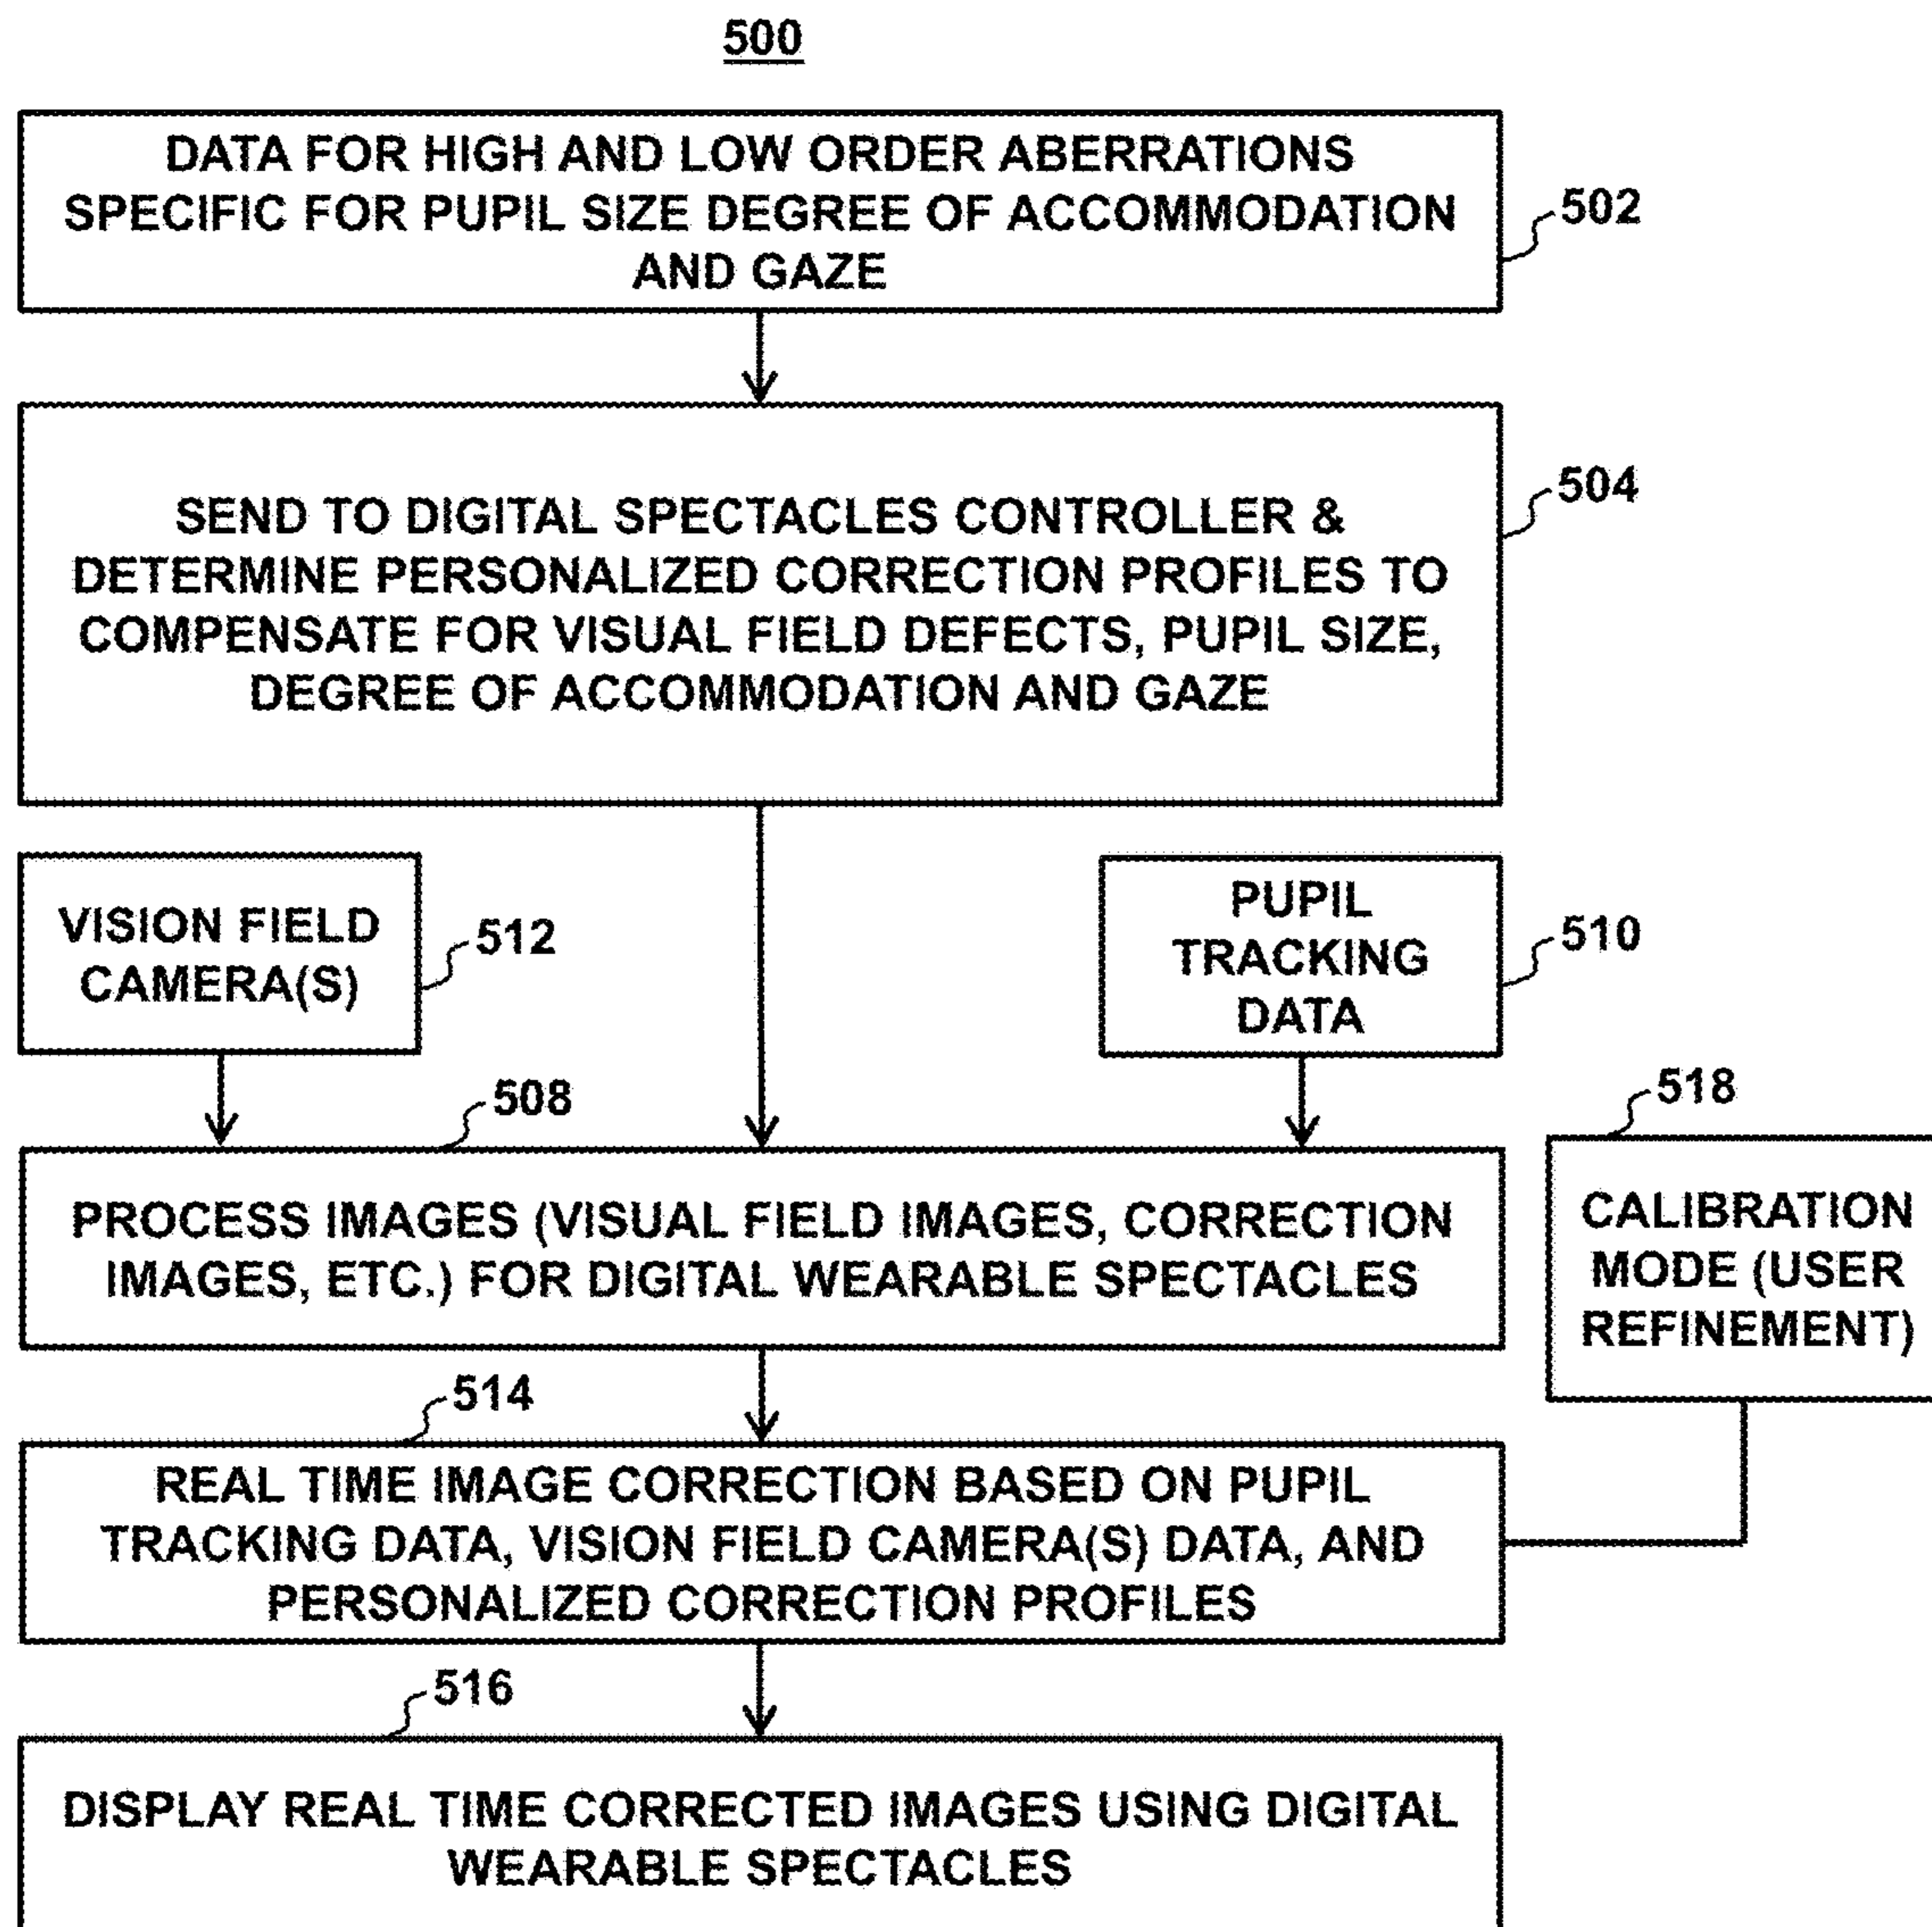 500
DATA FOR HIGH AND LOW ORDER ABERRATIONS
SPECIFIC FOR PUPIL SIZE DEGREE OF ACCOMMODATION
AND GAZE
502
SEND TO DIGITAL SPECTACLES CONTROLLER &
DETERMINE PERSONALIZED CORRECTION PROFILES TO
COMPENSATE FOR VISUAL FIELD DEFECTS, PUPIL SIZE,
DEGREE OF ACCOMMODATION AND GAZE
504
VISION FIELD
CAMERA(S)
512
PUPIL
TRACKING
DATA
510
508
PROCESS IMAGES (VISUAL FIELD IMAGES, CORRECTION
IMAGES, ETC.) FOR DIGITAL WEARABLE SPECTACLES
518
CALIBRATION
MODE (USER
REFINEMENT)
514
REAL TIME IMAGE CORRECTION BASED ON PUPIL
TRACKING DATA, VISION FIELD CAMERA(S) DATA, AND
PERSONALIZED CORRECTION PROFILES
516
DISPLAY REAL TIME CORRECTED IMAGES USING DIGITAL
WEARABLE SPECTACLES